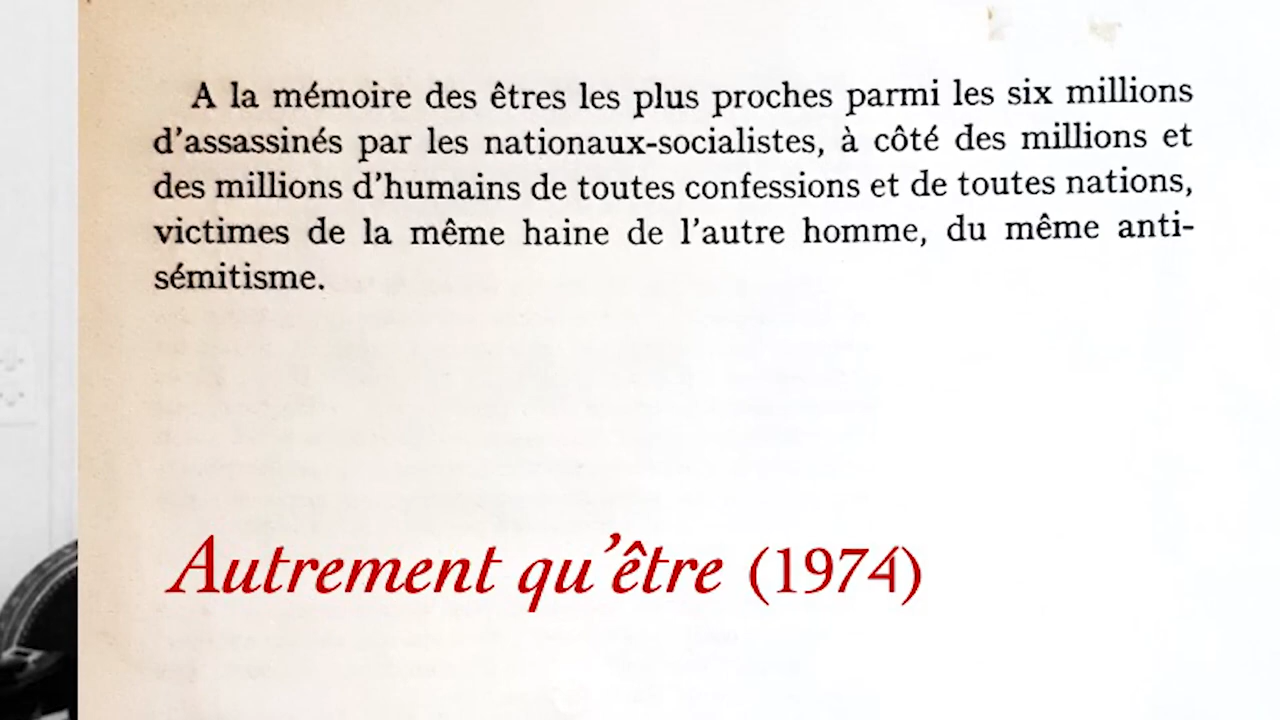 A la mémoire des êtres les plus proches parmi les six millions
d’assassinés par les nationaux-socialistes, à côté des millions et
des millions d’humains de toutes confessions et de toutes nations,
victimes de la même haine de l’autre homme, du même anti-
sémitisme.
Autrement qu’être (1974)